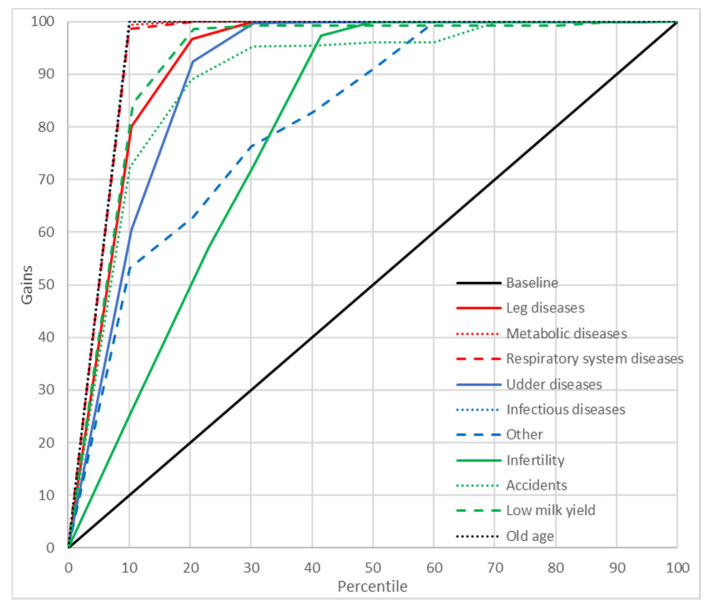 100
90
80
70
60
50
40
30
20
10
0
Gains
Baseline
Leg diseases
Metabolic diseases
Respiratory system diseases
Udder diseases
Infectious diseases
Other
Infertility
Accidents
Low milk yield
Old age
0 10 20 30 40 50 60 70 80 90 100
Percentile